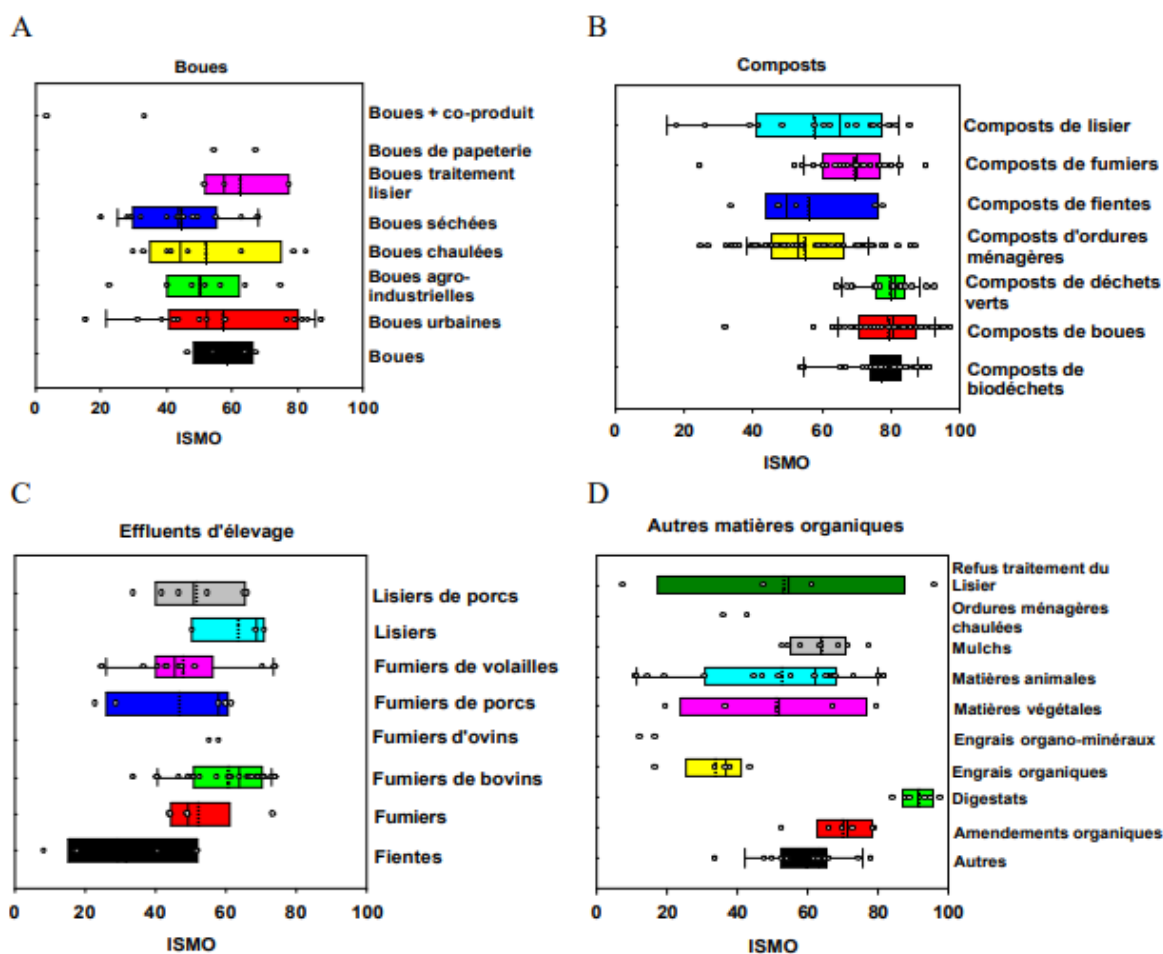 A
Boues
Boues + co-produit
Boues de papeterie
Boues traitement
lisier
Boues séchées
Boues chaulées
Boues agro-
industrielles
Boues urbaines
Boues
0 20 40 60 80 100
ISMO
B
Composts
Composts de lisier
Composts de fumiers
Composts de fientes
Composts d'ordures
ménagères
Composts de déchets
verts
Composts de boues
Composts de
biodéchets
0 20 40 60 80 100
ISMO
C
Effluents d'élevage
Lisiers de porcs
Lisiers
Fumiers de volailles
Fumiers de porcs
Fumiers d'ovins
Fumiers de bovins
Fumiers
Fientes
0 20 40 60 80 100
ISMO
D
Autres matières organiques
Refus traitement du
Lisier
Ordures ménagères
chaulées
Mulchs
Matières animales
Matières végétales
Engrais organo-minéraux
Engrais organiques
Digestats
Amendements organiques
Autres
0 20 40 60 80 100
ISMO